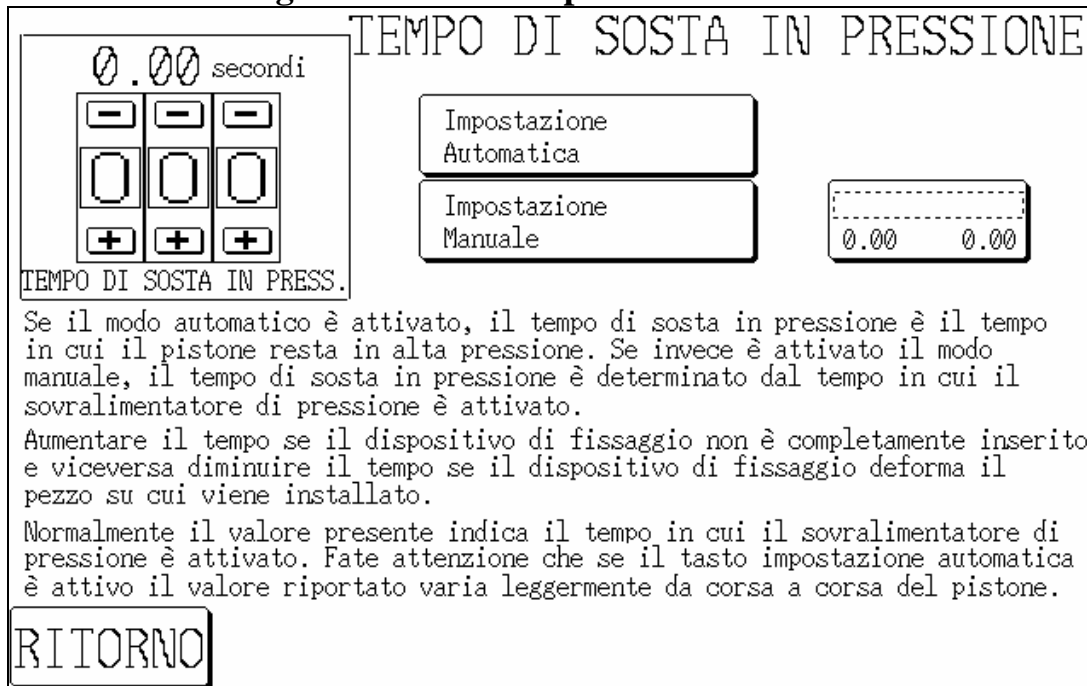 TEMPO DI SOSTA IN PRESSIONE
0.00 secondi
- - -
0 0 0
+ + +
TEMPO DI SOSTA IN PRESS.
Impostazione
Automatica
Impostazione
Manuale
0.00 0.00
Se il modo automatico è attivato, il tempo di sosta in pressione è il tempo
in cui il pistone resta in alta pressione. Se invece è attivato il modo
manuale, il tempo di sosta in pressione è determinato dal tempo in cui il
sovralimentatore di pressione è attivato.
Aumentare il tempo se il dispositivo di fissaggio non è completamente inserito
e viceversa diminuire il tempo se il dispositivo di fissaggio deforma il
pezzo su cui viene installato.
Normalmente il valore presente indica il tempo in cui il sovralimentatore di
pressione è attivato. Fate attenzione che se il tasto impostazione automatica
è attivo il valore riportato varia leggermente da corsa a corsa del pistone.
RITORNO